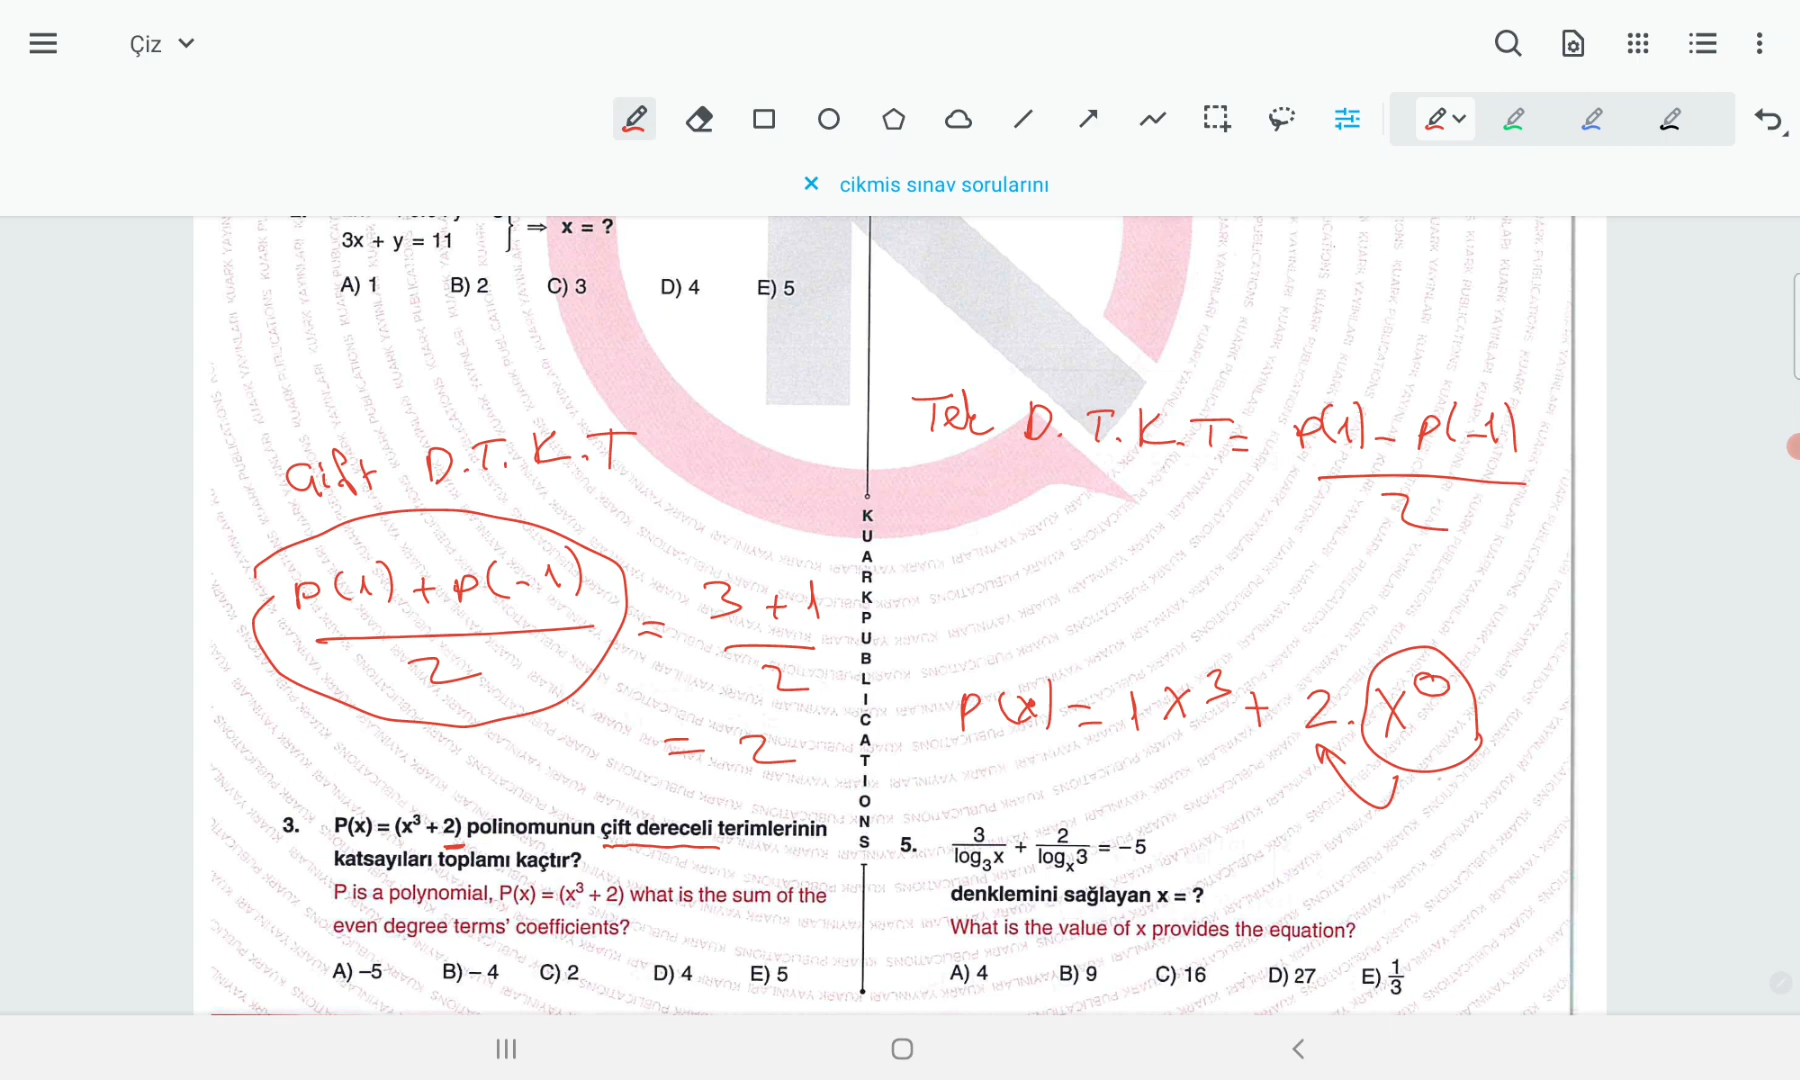 Çiz
cikmis sınav sorularını
3x + y = 11
⇒ x = ?
A) 1 B) 2 C) 3 D) 4 E) 5
Çift D.T.K.T
p(1) + p(-1)
2
= 3 + 1
2
= 2
3. P(x) = (x³ + 2) polinomunun çift dereceli terimlerinin
katsayıları toplamı kaçtır?
P is a polynomial, P(x) = (x³ + 2) what is the sum of the
even degree terms' coefficients?
A) –5 B) – 4 C) 2 D) 4 E) 5
KUARK PUBLICATIONS
Tek D.T.K.T = p(1) - p(-1)
2
p(x) = 1x³ + 2.x⁰
5. 3/log₃x + 2/logₓ3 = –5
denklemini sağlayan x = ?
What is the value of x provides the equation?
A) 4 B) 9 C) 16 D) 27 E) 1/3